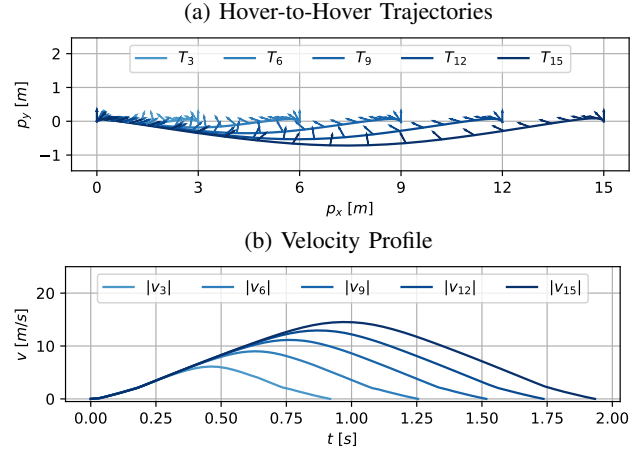 (a) Hover-to-Hover Trajectories
T₃ T₆ T₉ T₁₂ T₁₅
2
1
0
−1
p_y [m]
0 3 6 9 12 15
p_x [m]
(b) Velocity Profile
|v₃| |v₆| |v₉| |v₁₂| |v₁₅|
20
10
0
v [m/s]
0.00 0.25 0.50 0.75 1.00 1.25 1.50 1.75 2.00
t [s]